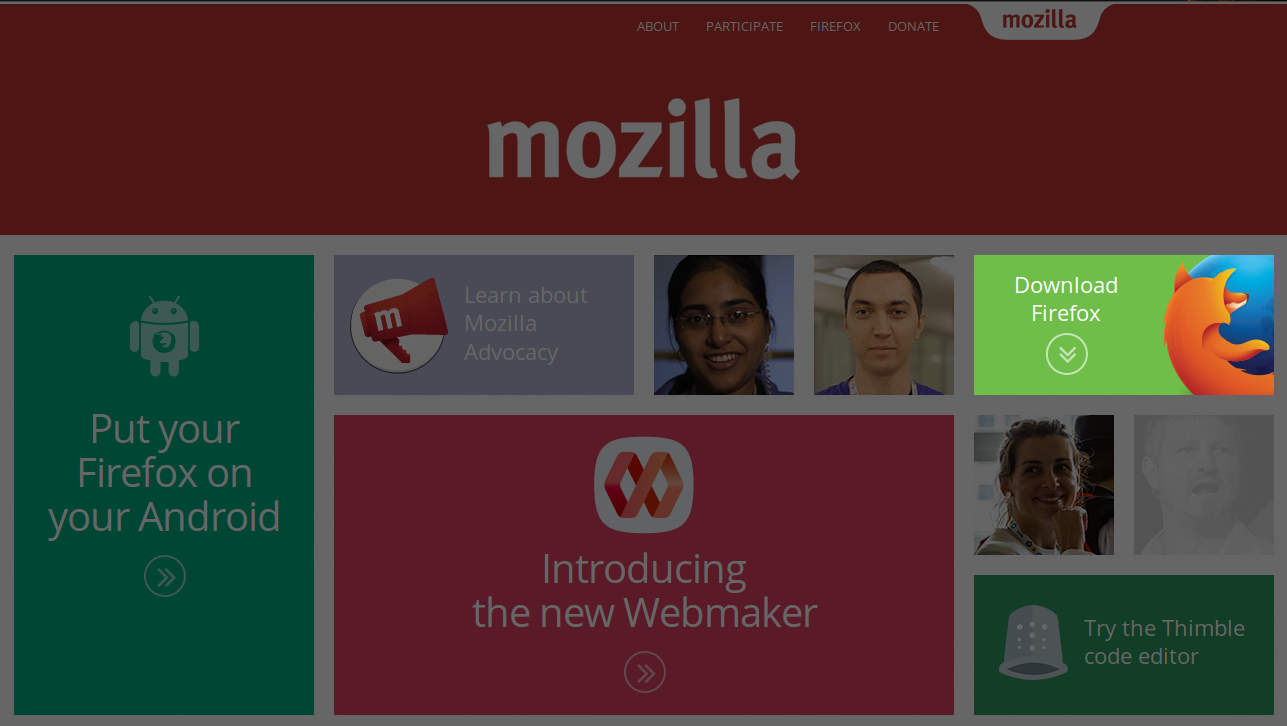 ABOUT PARTICIPATE FIREFOX DONATE mozilla
mozilla
Put your
Firefox on
your Android
m
Learn about
Mozilla
Advocacy
Download
Firefox
Introducing
the new Webmaker
Try the Thimble
code editor